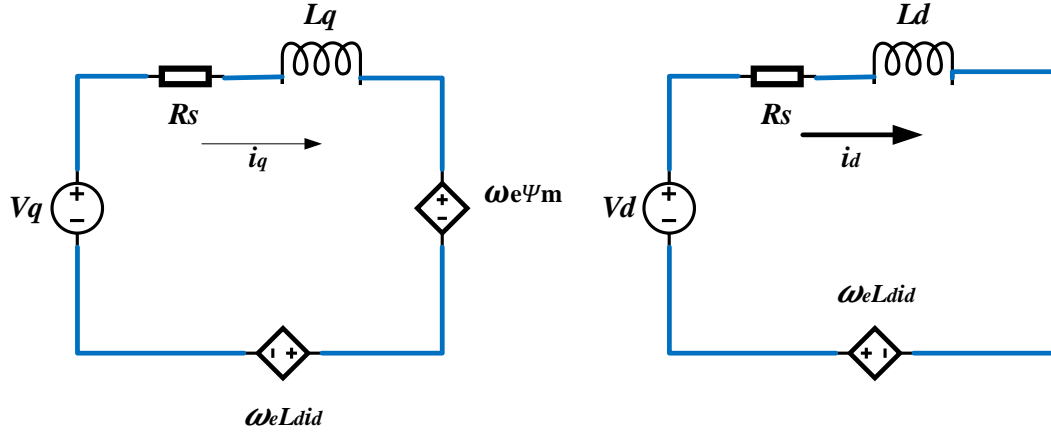 Lq
Rs
iq
Vq
+
−
ωeΨm
+
−
− +
ωeLdid
Ld
Rs
id
Vd
+
−
ωeLdid
+ −